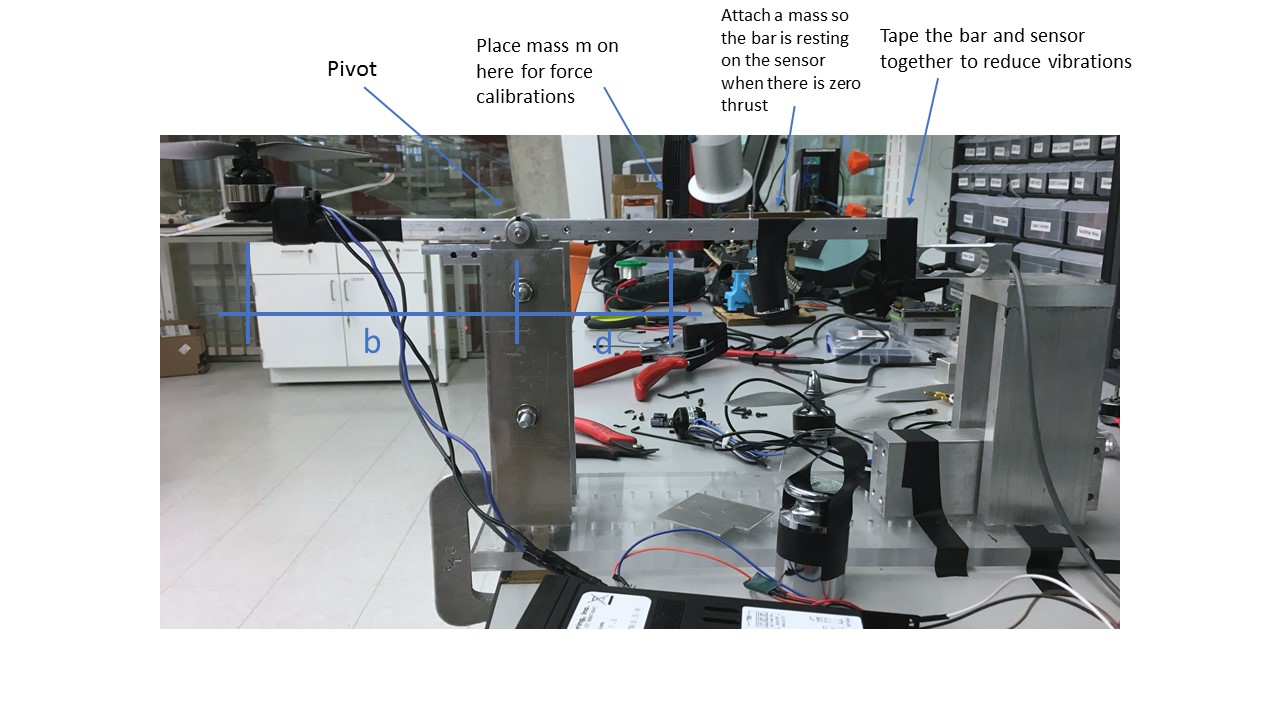 Pivot
Place mass m on
here for force
calibrations
Attach a mass so
the bar is resting
on the sensor
when there is zero
thrust
Tape the bar and sensor
together to reduce vibrations
b
d